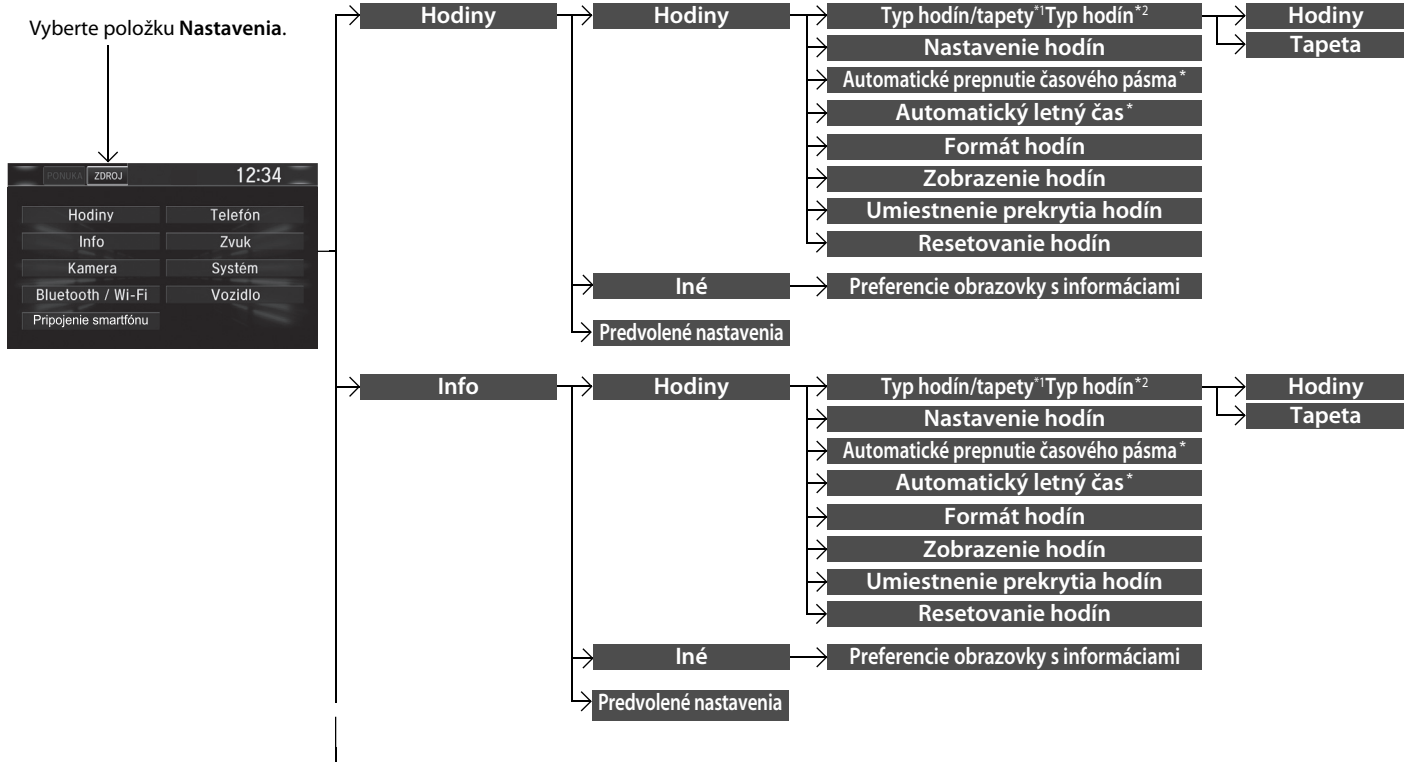 Vyberte položku Nastavenia.
PONUKA ZDROJ 12:34
Hodiny Telefón
Info Zvuk
Kamera Systém
Bluetooth / Wi-Fi Vozidlo
Pripojenie smartfónu
Hodiny
Hodiny
Typ hodín/tapety*1Typ hodín*2
Hodiny
Tapeta
Nastavenie hodín
Automatické prepnutie časového pásma*
Automatický letný čas*
Formát hodín
Zobrazenie hodín
Umiestnenie prekrytia hodín
Resetovanie hodín
Iné
Preferencie obrazovky s informáciami
Predvolené nastavenia
Info
Hodiny
Typ hodín/tapety*1Typ hodín*2
Hodiny
Tapeta
Nastavenie hodín
Automatické prepnutie časového pásma*
Automatický letný čas*
Formát hodín
Zobrazenie hodín
Umiestnenie prekrytia hodín
Resetovanie hodín
Iné
Preferencie obrazovky s informáciami
Predvolené nastavenia